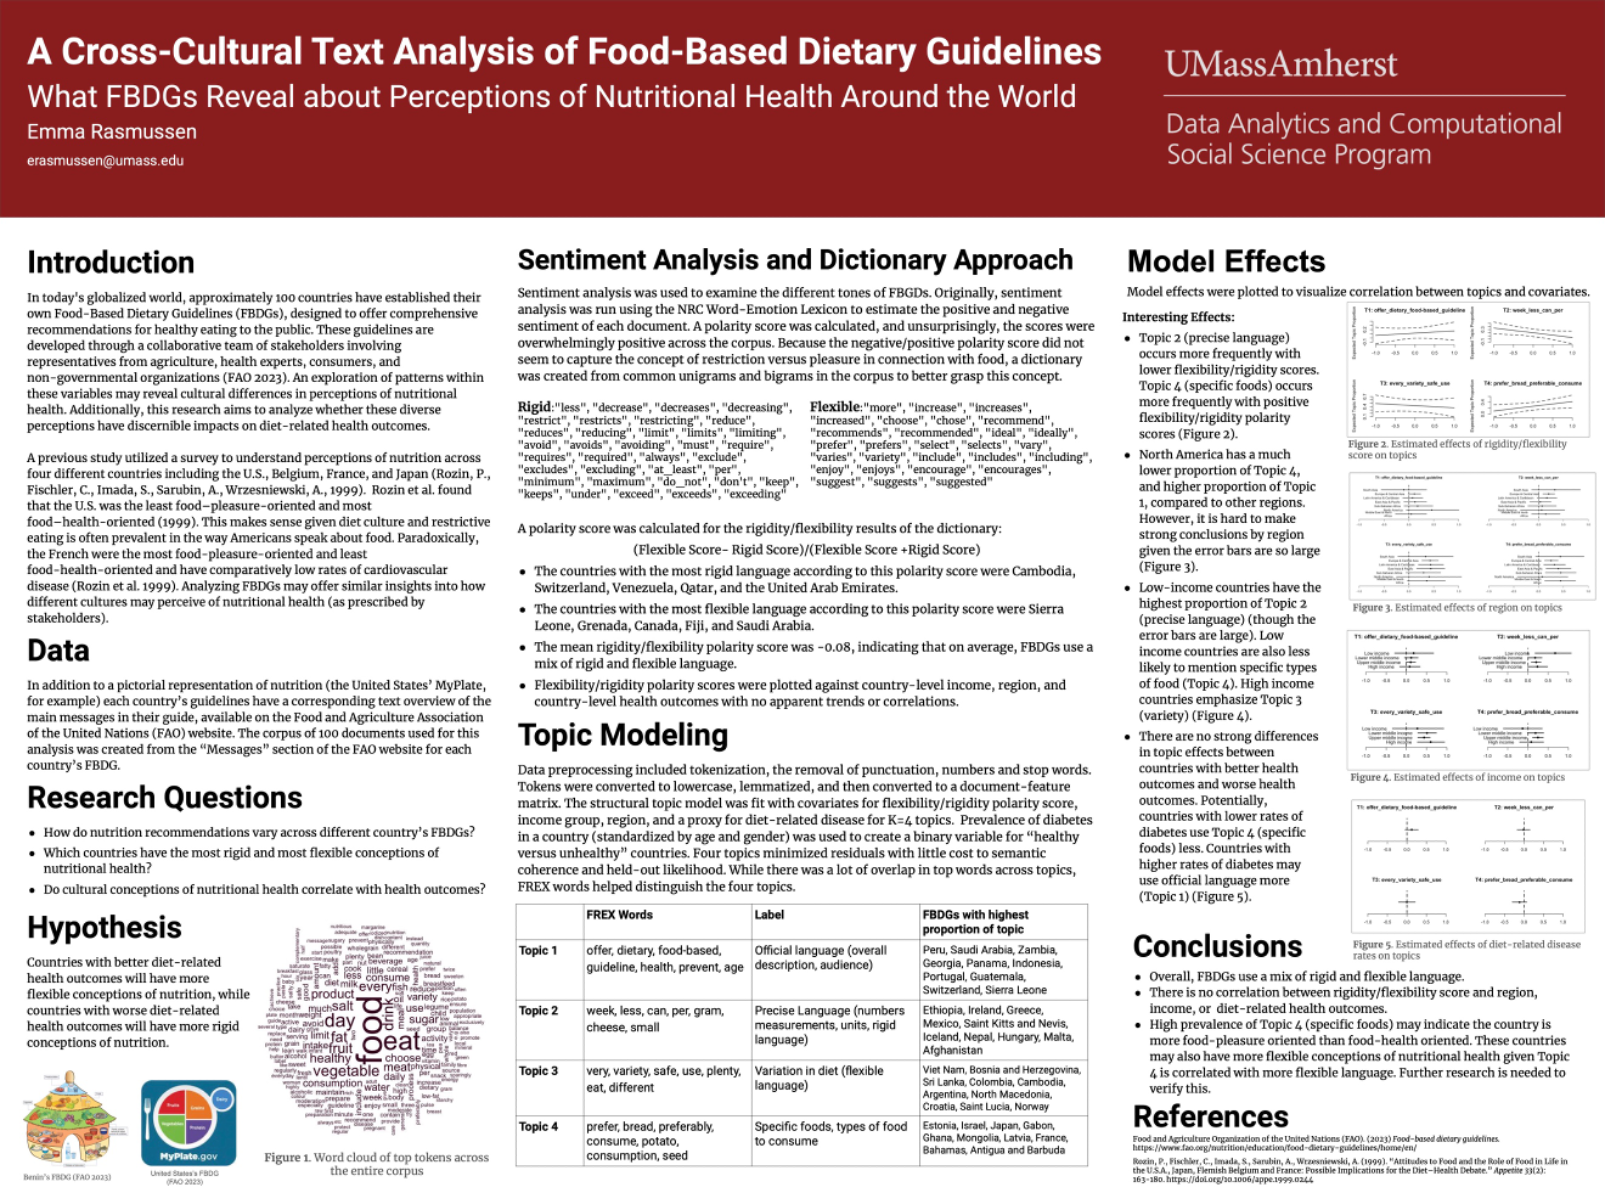 A Cross-Cultural Text Analysis of Food-Based Dietary Guidelines
What FBDGs Reveal about Perceptions of Nutritional Health Around the World
Emma Rasmussen
erasmussen@umass.edu
UMassAmherst
Data Analytics and Computational
Social Science Program
Introduction
In today's globalized world, approximately 100 countries have established their
own Food-Based Dietary Guidelines (FBDGs), designed to offer comprehensive
recommendations for healthy eating to the public. These guidelines are
developed through a collaborative team of stakeholders involving
representatives from agriculture, health experts, consumers, and
non-governmental organizations (FAO 2023). An exploration of patterns within
these variables may reveal cultural differences in perceptions of nutritional
health. Additionally, this research aims to analyze whether these diverse
perceptions have discernible impacts on diet-related health outcomes.
A previous study utilized a survey to understand perceptions of nutrition across
four different countries including the U.S., Belgium, France, and Japan (Rozin, P.,
Fischler, C., Imada, S., Sarubin, A., Wrzesniewski, A., 1999). Rozin et al. found
that the U.S. was the least food-pleasure-oriented and most
food-health-oriented (1999). This makes sense given diet culture and restrictive
eating is often prevalent in the way Americans speak about food. Paradoxically,
the French were the most food-pleasure-oriented and least
food-health-oriented and have comparatively low rates of cardiovascular
disease (Rozin et al. 1999). Analyzing FBDGs may offer similar insights into how
different cultures may perceive of nutritional health (as prescribed by
stakeholders).
Data
In addition to a pictorial representation of nutrition (the United States' MyPlate,
for example) each country's guidelines have a corresponding text overview of the
main messages in their guide, available on the Food and Agriculture Association
of the United Nations (FAO) website. The corpus of 100 documents used for this
analysis was created from the “Messages” section of the FAO website for each
country's FBDG.
Research Questions
● How do nutrition recommendations vary across different country's FBDGs?
● Which countries have the most rigid and most flexible conceptions of
nutritional health?
● Do cultural conceptions of nutritional health correlate with health outcomes?
Hypothesis
Countries with better diet-related
health outcomes will have more
flexible conceptions of nutrition, while
countries with worse diet-related
health outcomes will have more rigid
conceptions of nutrition.
Benin's FBDG (FAO 2023)
Fruits
Grains
Vegetables
Protein
Dairy
MyPlate.gov
United States's FBDG
(FAO 2023)
food
eat
day
drink
vegetable
fruit
fat
salt
product
healthy
meat
sugar
choose
variety
water
consumption
everyfish
consume
Figure 1. Word cloud of top tokens across
the entire corpus
Sentiment Analysis and Dictionary Approach
Sentiment analysis was used to examine the different tones of FBGDs. Originally, sentiment
analysis was run using the NRC Word-Emotion Lexicon to estimate the positive and negative
sentiment of each document. A polarity score was calculated, and unsurprisingly, the scores were
overwhelmingly positive across the corpus. Because the negative/positive polarity score did not
seem to capture the concept of restriction versus pleasure in connection with food, a dictionary
was created from common unigrams and bigrams in the corpus to better grasp this concept.
Rigid:"less", "decrease", "decreases", "decreasing",
"restrict", "restricts", "restricting", "reduce",
"reduces", "reducing", "limit", "limits", "limiting",
"avoid", "avoids", "avoiding", "must", "require",
"requires", "required", "always", "exclude",
"excludes", "excluding", "at_least", "per",
"minimum", "maximum", "do_not", "don't", "keep",
"keeps", "under", "exceed", "exceeds", "exceeding"
Flexible:"more", "increase", "increases",
"increased", "choose", "chose", "recommend",
"recommends", "recommended", "ideal", "ideally",
"prefer", "prefers", "select", "selects", "vary",
"varies", "variety", "include", "includes", "including",
"enjoy", "enjoys", "encourage", "encourages",
"suggest", "suggests", "suggested"
A polarity score was calculated for the rigidity/flexibility results of the dictionary:
(Flexible Score- Rigid Score)/(Flexible Score +Rigid Score)
● The countries with the most rigid language according to this polarity score were Cambodia,
Switzerland, Venezuela, Qatar, and the United Arab Emirates.
● The countries with the most flexible language according to this polarity score were Sierra
Leone, Grenada, Canada, Fiji, and Saudi Arabia.
● The mean rigidity/flexibility polarity score was -0.08, indicating that on average, FBDGs use a
mix of rigid and flexible language.
● Flexibility/rigidity polarity scores were plotted against country-level income, region, and
country-level health outcomes with no apparent trends or correlations.
Topic Modeling
Data preprocessing included tokenization, the removal of punctuation, numbers and stop words.
Tokens were converted to lowercase, lemmatized, and then converted to a document-feature
matrix. The structural topic model was fit with covariates for flexibility/rigidity polarity score,
income group, region, and a proxy for diet-related disease for K=4 topics. Prevalence of diabetes
in a country (standardized by age and gender) was used to create a binary variable for “healthy
versus unhealthy” countries. Four topics minimized residuals with little cost to semantic
coherence and held-out likelihood. While there was a lot of overlap in top words across topics,
FREX words helped distinguish the four topics.
FREX Words
Label
FBDGs with highest
proportion of topic
Topic 1
offer, dietary, food-based,
guideline, health, prevent, age
Official language (overall
description, audience)
Peru, Saudi Arabia, Zambia,
Georgia, Panama, Indonesia,
Portugal, Guatemala,
Switzerland, Sierra Leone
Topic 2
week, less, can, per, gram,
cheese, small
Precise Language (numbers
measurements, units, rigid
language)
Ethiopia, Ireland, Greece,
Mexico, Saint Kitts and Nevis,
Iceland, Nepal, Hungary, Malta,
Afghanistan
Topic 3
very, variety, safe, use, plenty,
eat, different
Variation in diet (flexible
language)
Viet Nam, Bosnia and Herzegovina,
Sri Lanka, Colombia, Cambodia,
Argentina, North Macedonia,
Croatia, Saint Lucia, Norway
Topic 4
prefer, bread, preferably,
consume, potato,
consumption, seed
Specific foods, types of food
to consume
Estonia, Israel, Japan, Gabon,
Ghana, Mongolia, Latvia, France,
Bahamas, Antigua and Barbuda
Model Effects
Model effects were plotted to visualize correlation between topics and covariates.
Interesting Effects:
● Topic 2 (precise language)
occurs more frequently with
lower flexibility/rigidity scores.
Topic 4 (specific foods) occurs
more frequently with positive
flexibility/rigidity polarity
scores (Figure 2).
● North America has a much
lower proportion of Topic 4,
and higher proportion of Topic
1, compared to other regions.
However, it is hard to make
strong conclusions by region
given the error bars are so large
(Figure 3).
● Low-income countries have the
highest proportion of Topic 2
(precise language) (though the
error bars are large). Low
income countries are also less
likely to mention specific types
of food (Topic 4). High income
countries emphasize Topic 3
(variety) (Figure 4).
● There are no strong differences
in topic effects between
countries with better health
outcomes and worse health
outcomes. Potentially,
countries with lower rates of
diabetes use Topic 4 (specific
foods) less. Countries with
higher rates of diabetes may
use official language more
(Topic 1) (Figure 5).
T1: offer_dietary_food-based_guideline
T2: week_less_can_per
T3: every_variety_safe_use
T4: prefer_bread_preferable_consume
Figure 2. Estimated effects of rigidity/flexibility
score on topics
Figure 3. Estimated effects of region on topics
T1: offer_dietary_food-based_guideline
T2: week_less_can_per
Low income
Lower middle income
Upper middle income
High income
T3: every_variety_safe_use
T4: prefer_bread_preferable_consume
Figure 4. Estimated effects of income on topics
T1: offer_dietary_food-based_guideline
T2: week_less_can_per
T3: every_variety_safe_use
T4: prefer_bread_preferable_consume
Figure 5. Estimated effects of diet-related disease
rates on topics
Conclusions
● Overall, FBDGs use a mix of rigid and flexible language.
● There is no correlation between rigidity/flexibility score and region,
income, or diet-related health outcomes.
● High prevalence of Topic 4 (specific foods) may indicate the country is
more food-pleasure oriented than food-health oriented. These countries
may also have more flexible conceptions of nutritional health given Topic
4 is correlated with more flexible language. Further research is needed to
verify this.
References
Food and Agriculture Organization of the United Nations (FAO). (2023) Food-based dietary guidelines.
https://www.fao.org/nutrition/education/food-dietary-guidelines/home/en/
Rozin, P., Fischler, C., Imada, S., Sarubin, A., Wrzesniewski, A. (1999). “Attitudes to Food and the Role of Food in Life in
the U.S.A., Japan, Flemish Belgium and France: Possible Implications for the Diet–Health Debate.” Appetite 33(2):
163-180. https://doi.org/10.1006/appe.1999.0244